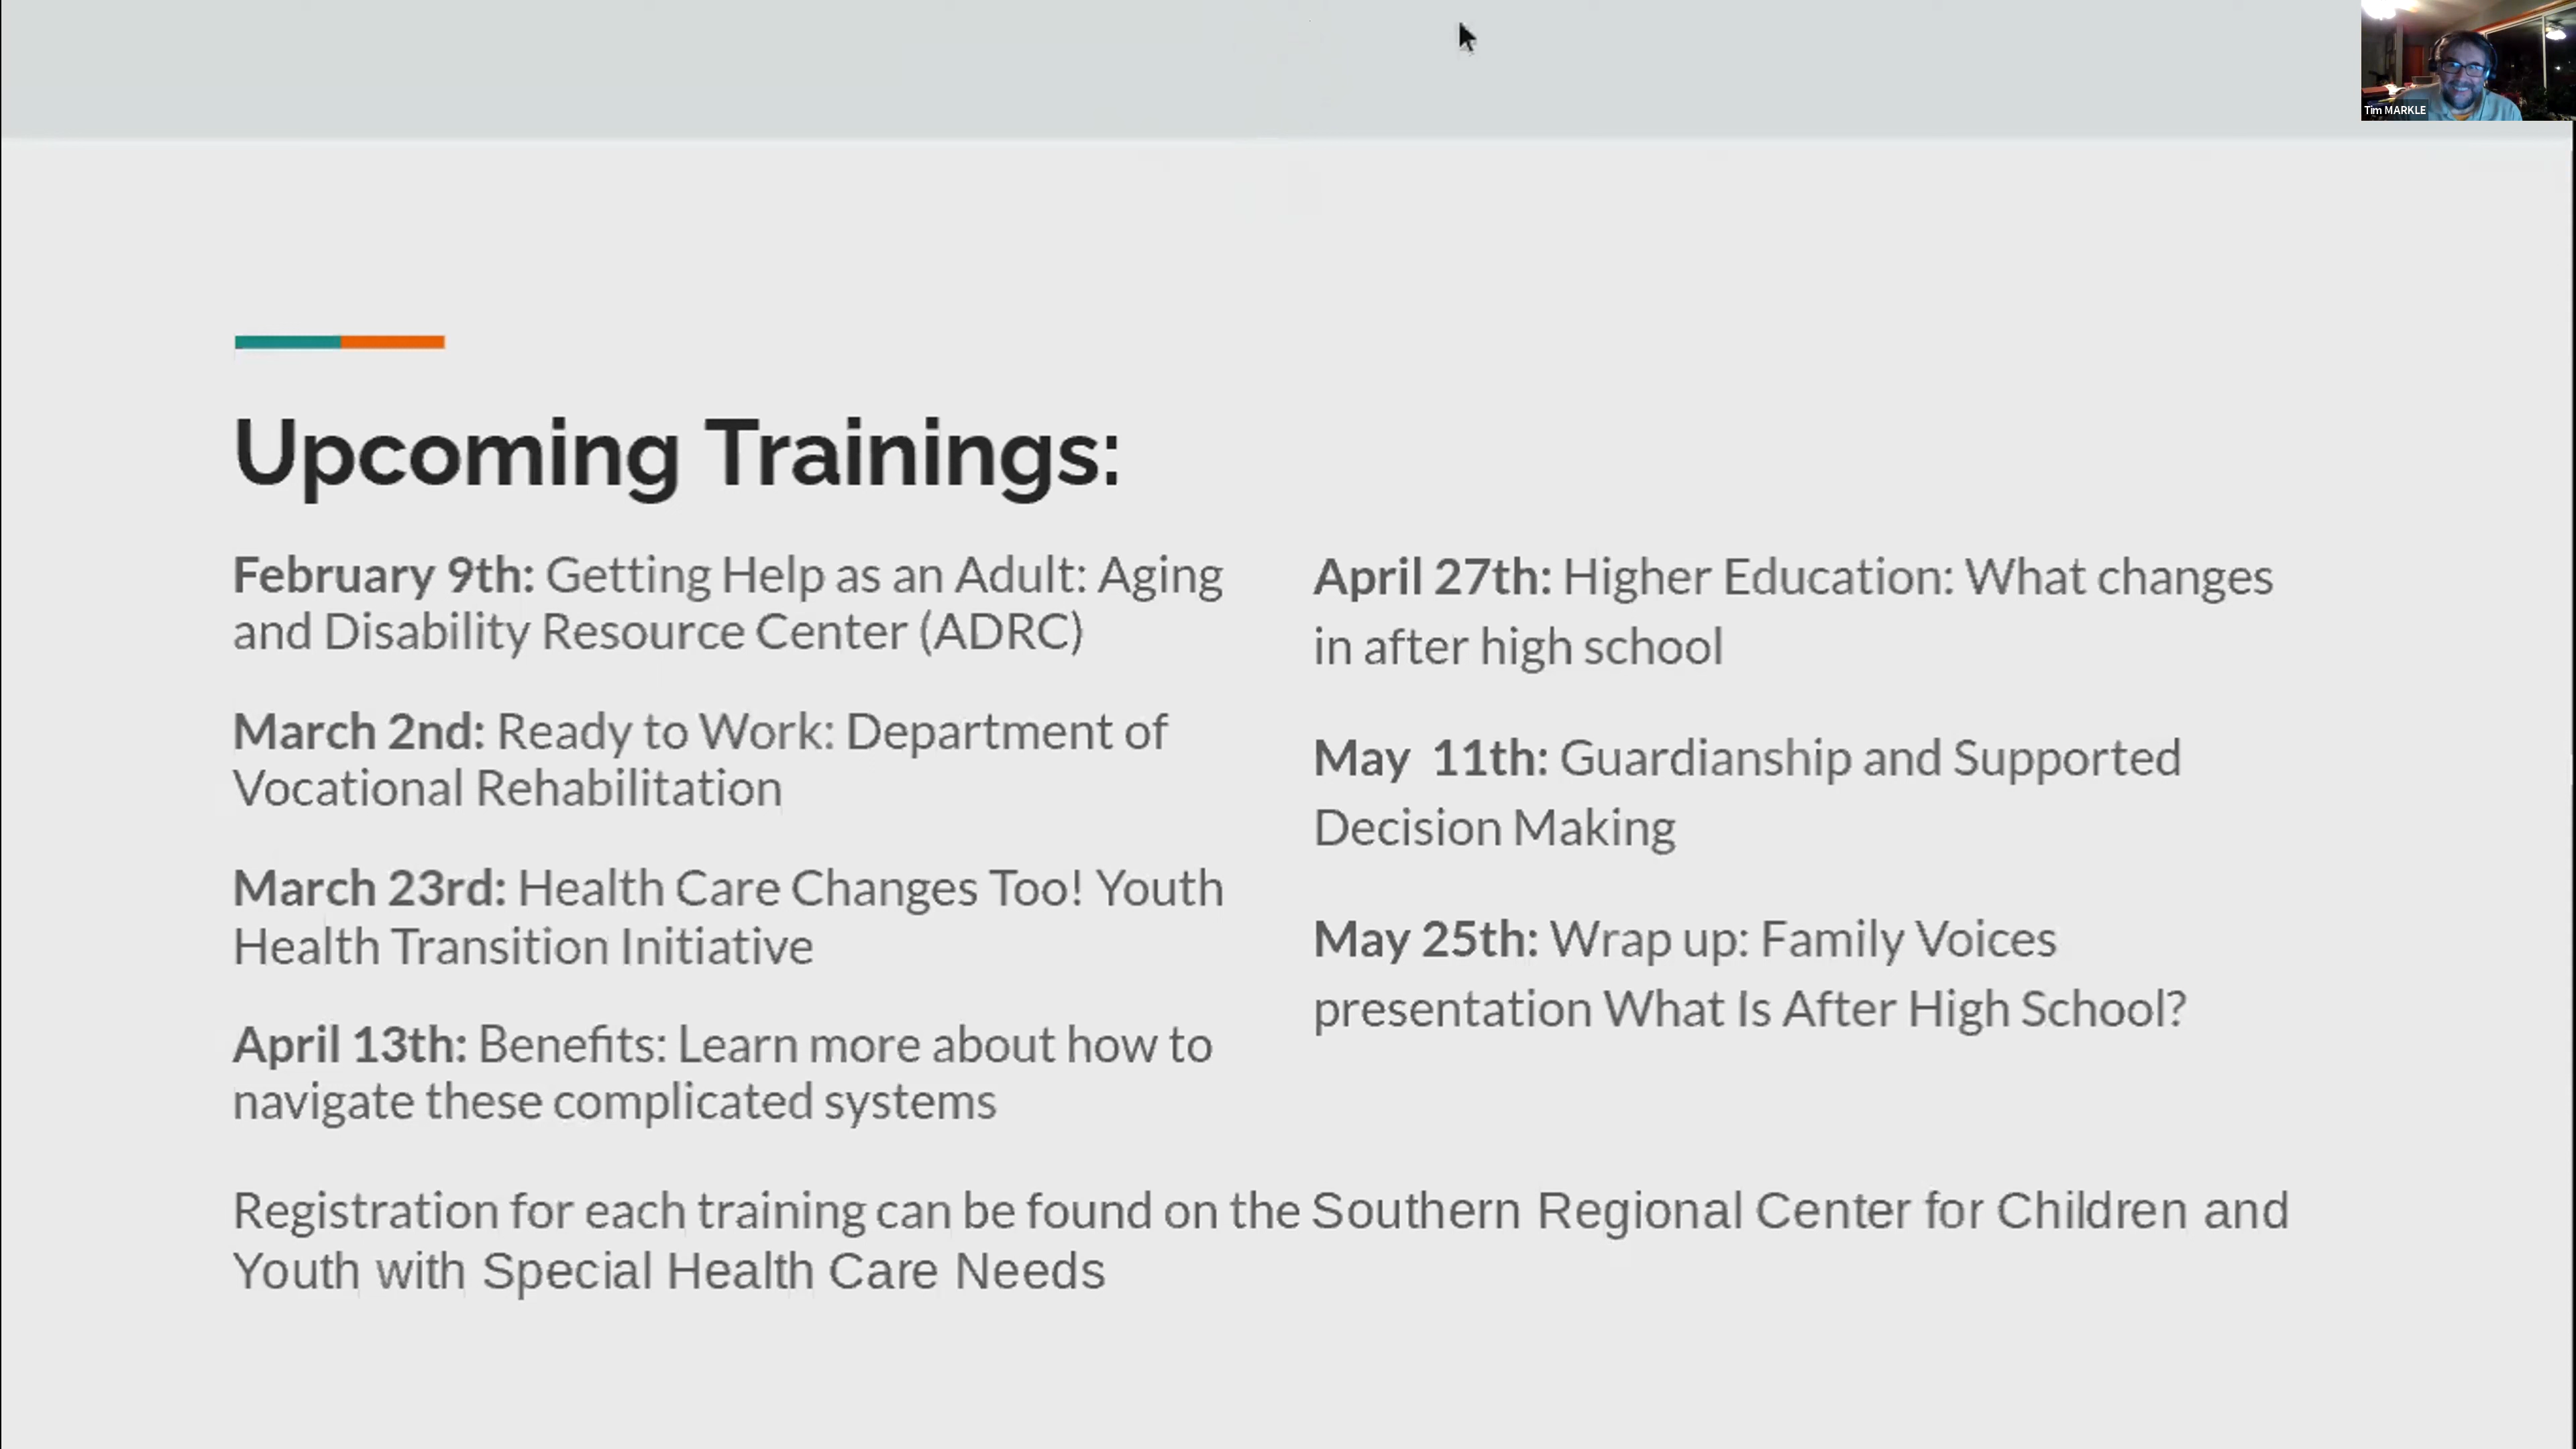 Tim MARKLE
Upcoming Trainings:
February 9th: Getting Help as an Adult: Aging
and Disability Resource Center (ADRC)
March 2nd: Ready to Work: Department of
Vocational Rehabilitation
March 23rd: Health Care Changes Too! Youth
Health Transition Initiative
April 13th: Benefits: Learn more about how to
navigate these complicated systems
April 27th: Higher Education: What changes
in after high school
May  11th: Guardianship and Supported
Decision Making
May 25th: Wrap up: Family Voices
presentation What Is After High School?
Registration for each training can be found on the Southern Regional Center for Children and
Youth with Special Health Care Needs